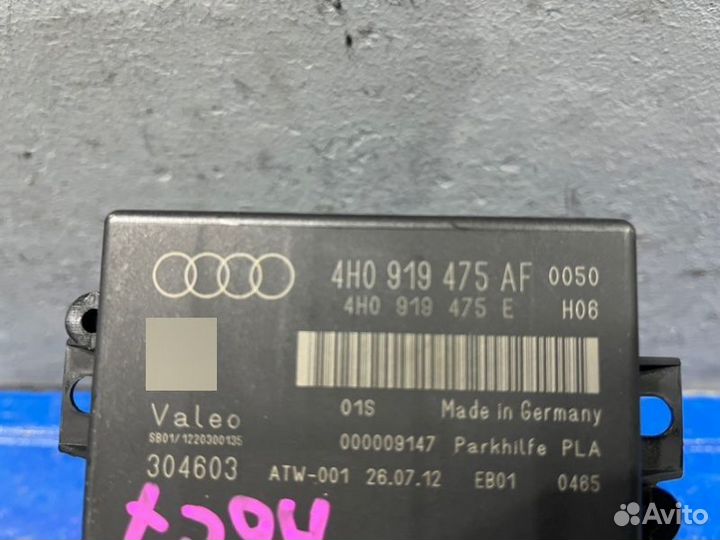 4H0 919 475 AF 0050
4H0 919 475 E H06
Valeo 01S Made in Germany
SB01/1220300135 000009147 Parkhilfe PLA
304603 ATW-001 26.07.12 EB01 0465
Avito